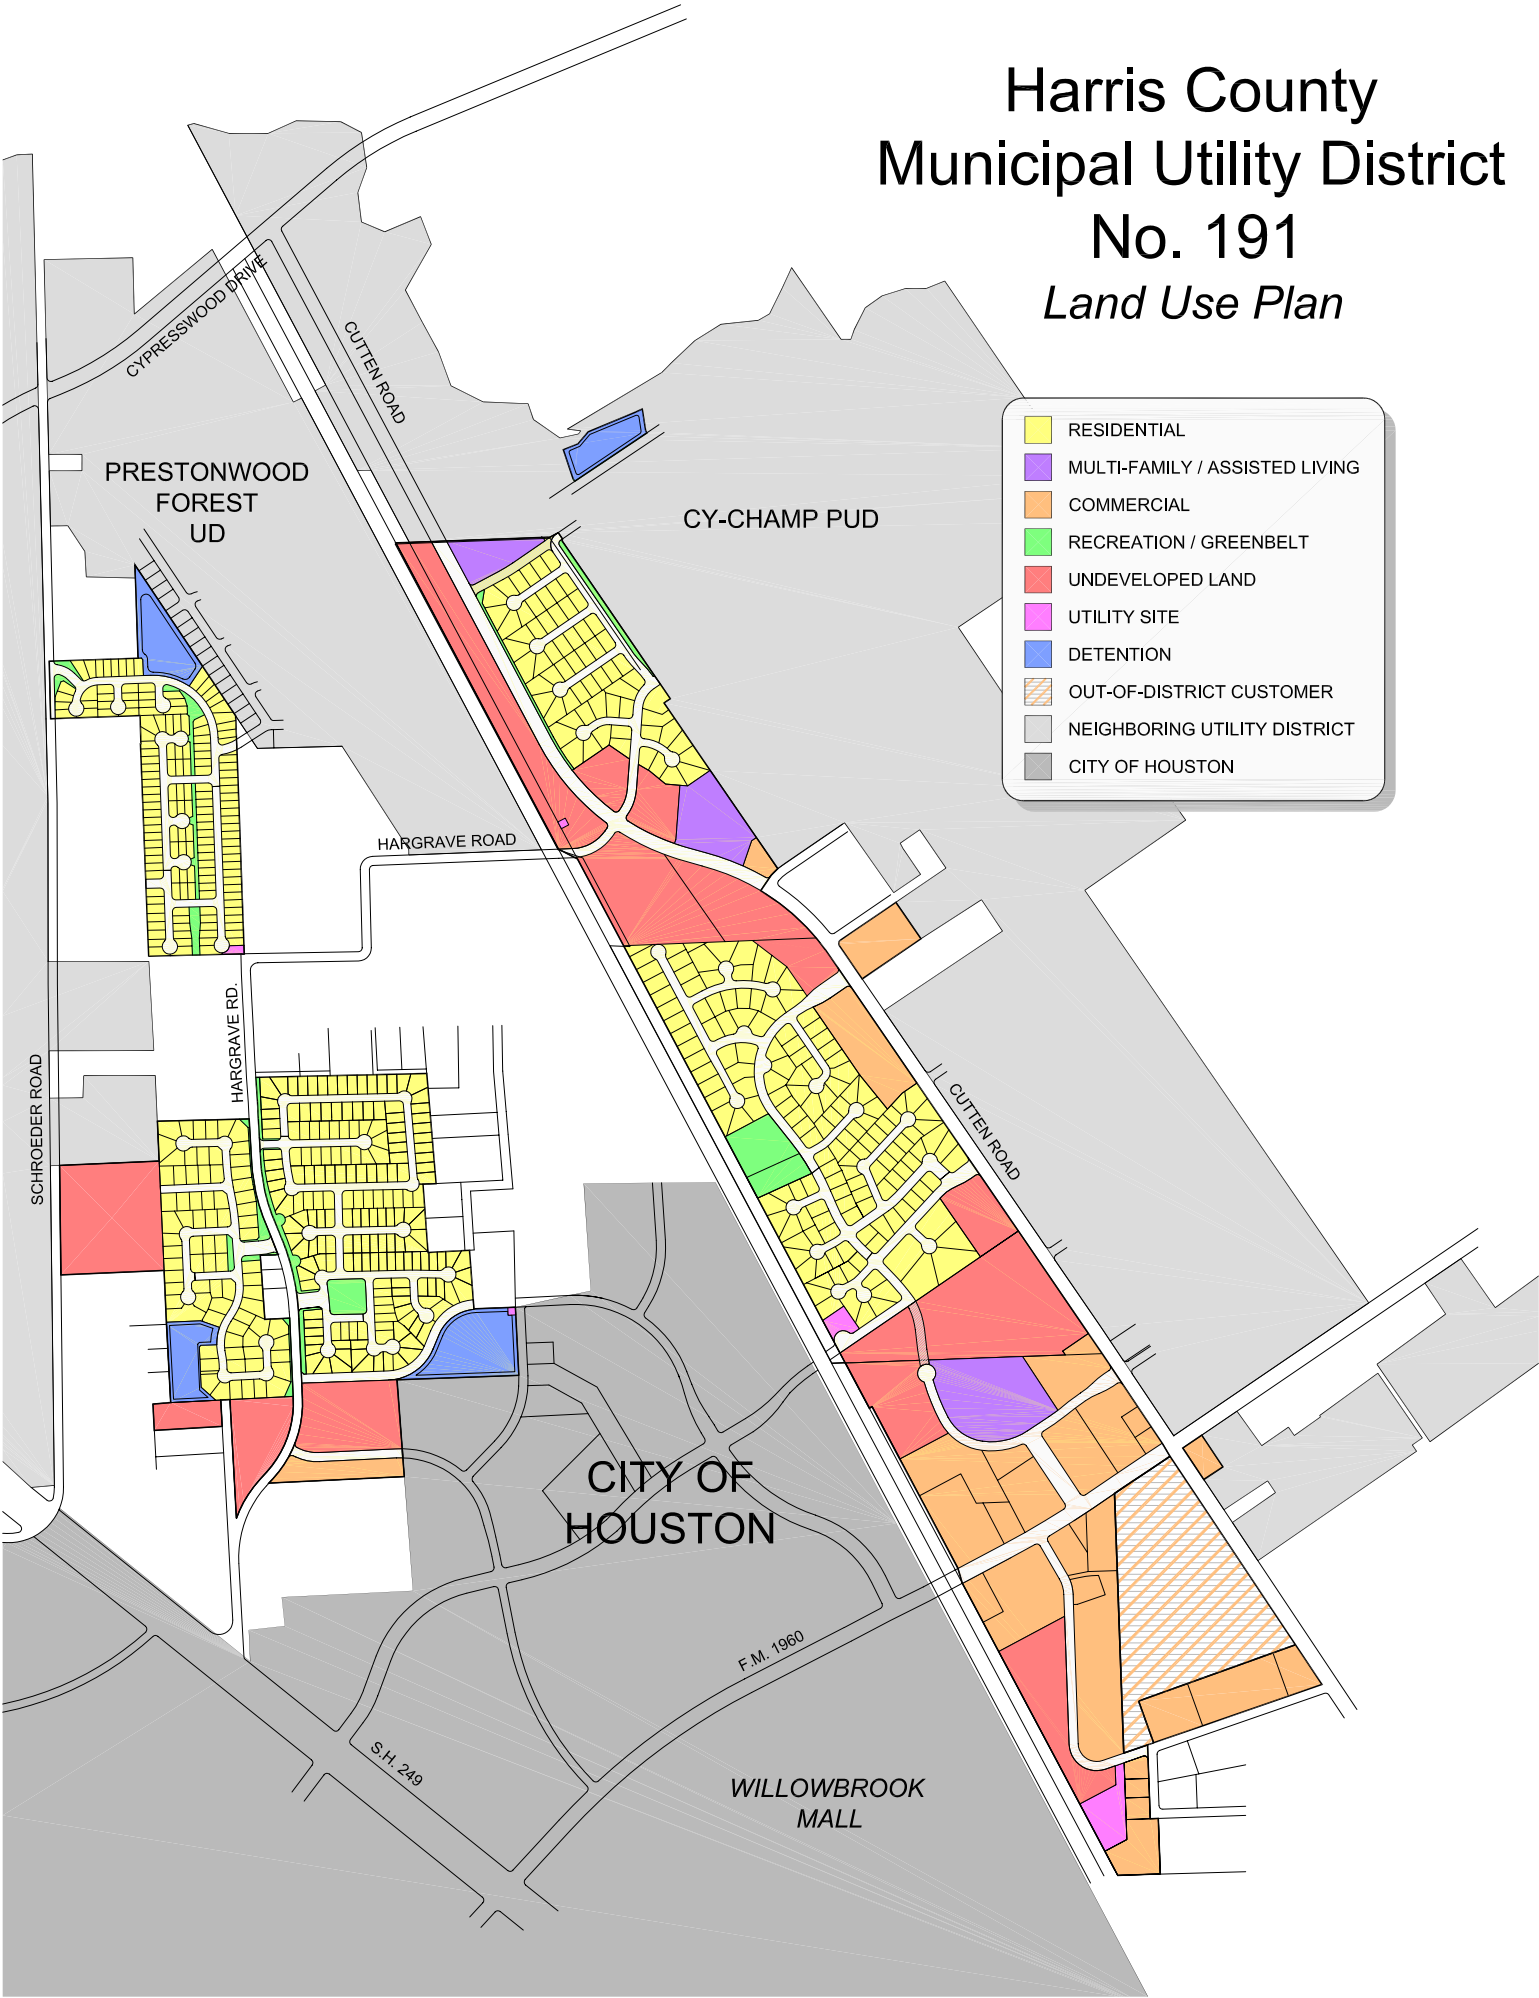 Harris County
Municipal Utility District
No. 191
Land Use Plan
RESIDENTIAL
MULTI-FAMILY / ASSISTED LIVING
COMMERCIAL
RECREATION / GREENBELT
UNDEVELOPED LAND
UTILITY SITE
DETENTION
OUT-OF-DISTRICT CUSTOMER
NEIGHBORING UTILITY DISTRICT
CITY OF HOUSTON
CYPRESSWOOD DRIVE
CUTTEN ROAD
PRESTONWOOD
FOREST
UD
CY-CHAMP PUD
HARGRAVE ROAD
HARGRAVE RD.
SCHROEDER ROAD
CUTTEN ROAD
CITY OF
HOUSTON
F.M. 1960
S.H. 249
WILLOWBROOK
MALL